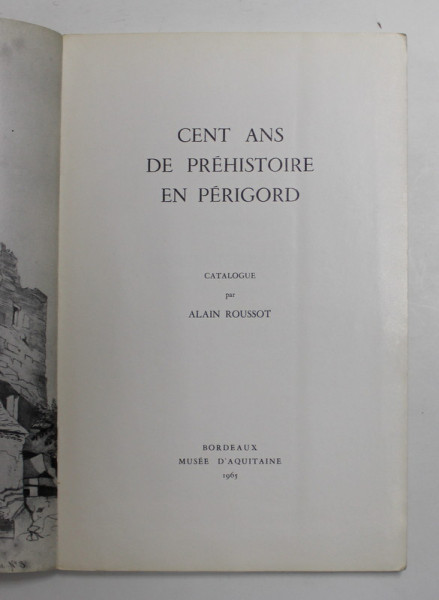 CENT ANS
DE PRÉHISTOIRE
EN PÉRIGORD
CATALOGUE
par
ALAIN ROUSSOT
BORDEAUX
MUSÉE D'AQUITAINE
1965